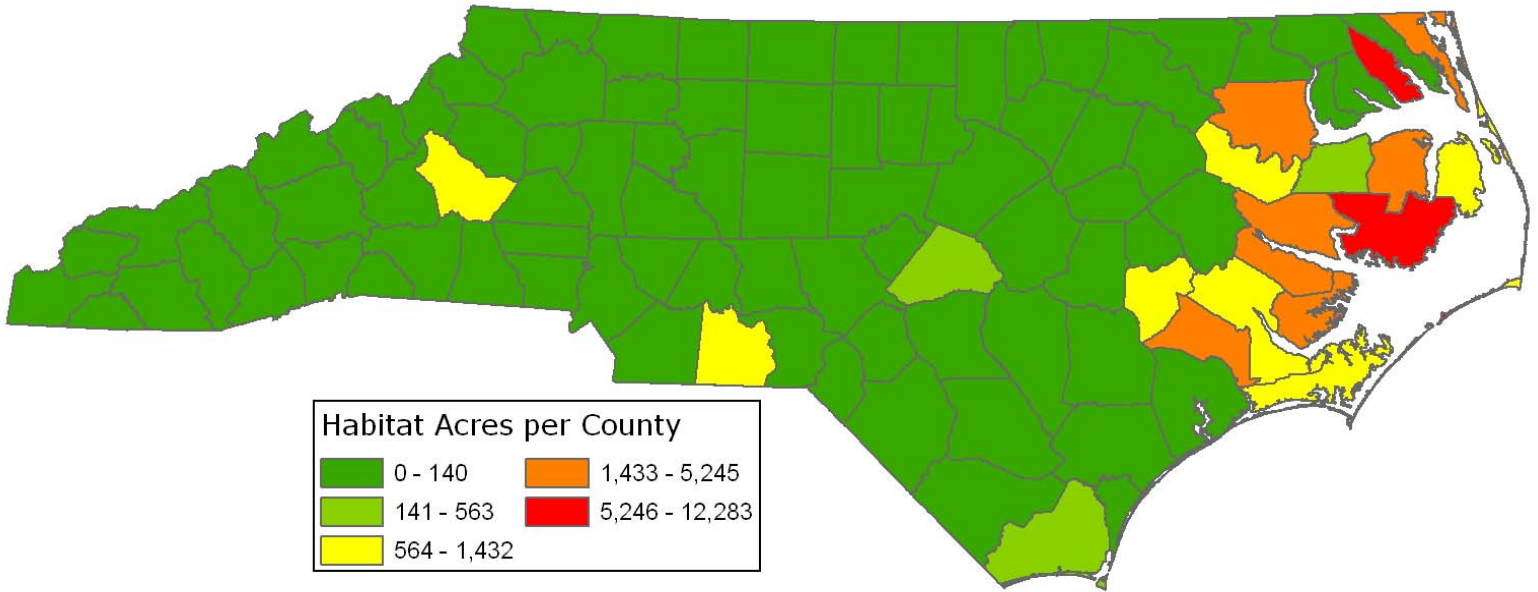 Habitat Acres per County
0 - 140
1,433 - 5,245
141 - 563
5,246 - 12,283
564 - 1,432